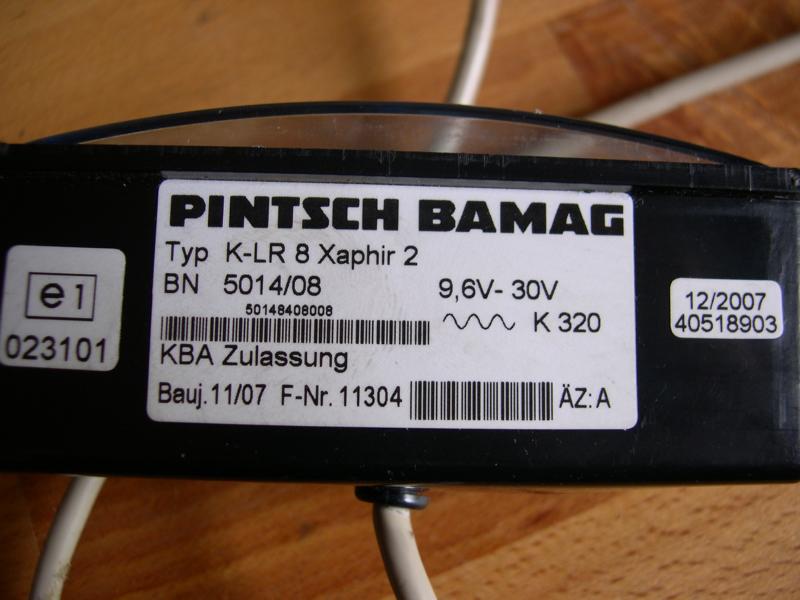 PINTSCH BAMAG
Typ K-LR 8 Xaphir 2
BN 5014/08 9,6V- 30V
50148408008
K 320
KBA Zulassung
Bauj. 11/07 F-Nr. 11304 ÄZ: A
e1
023101
12/2007
40518903